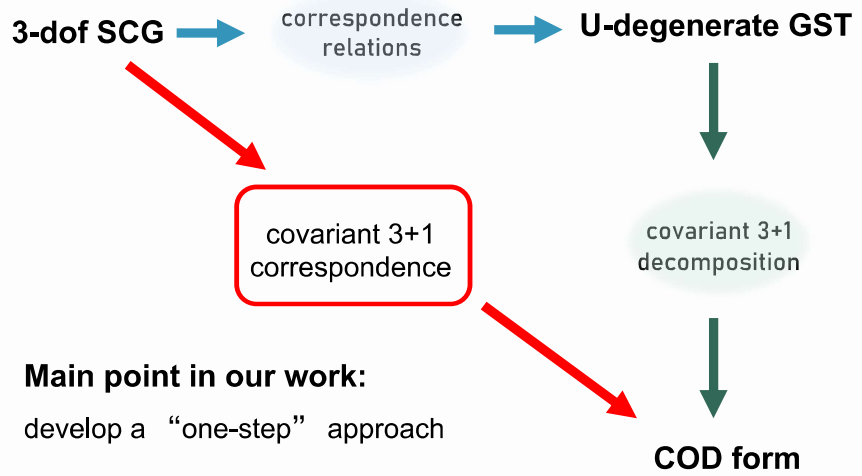 3-dof SCG
correspondence
relations
U-degenerate GST
covariant 3+1
correspondence
covariant 3+1
decomposition
Main point in our work:
develop a “one-step” approach
COD form